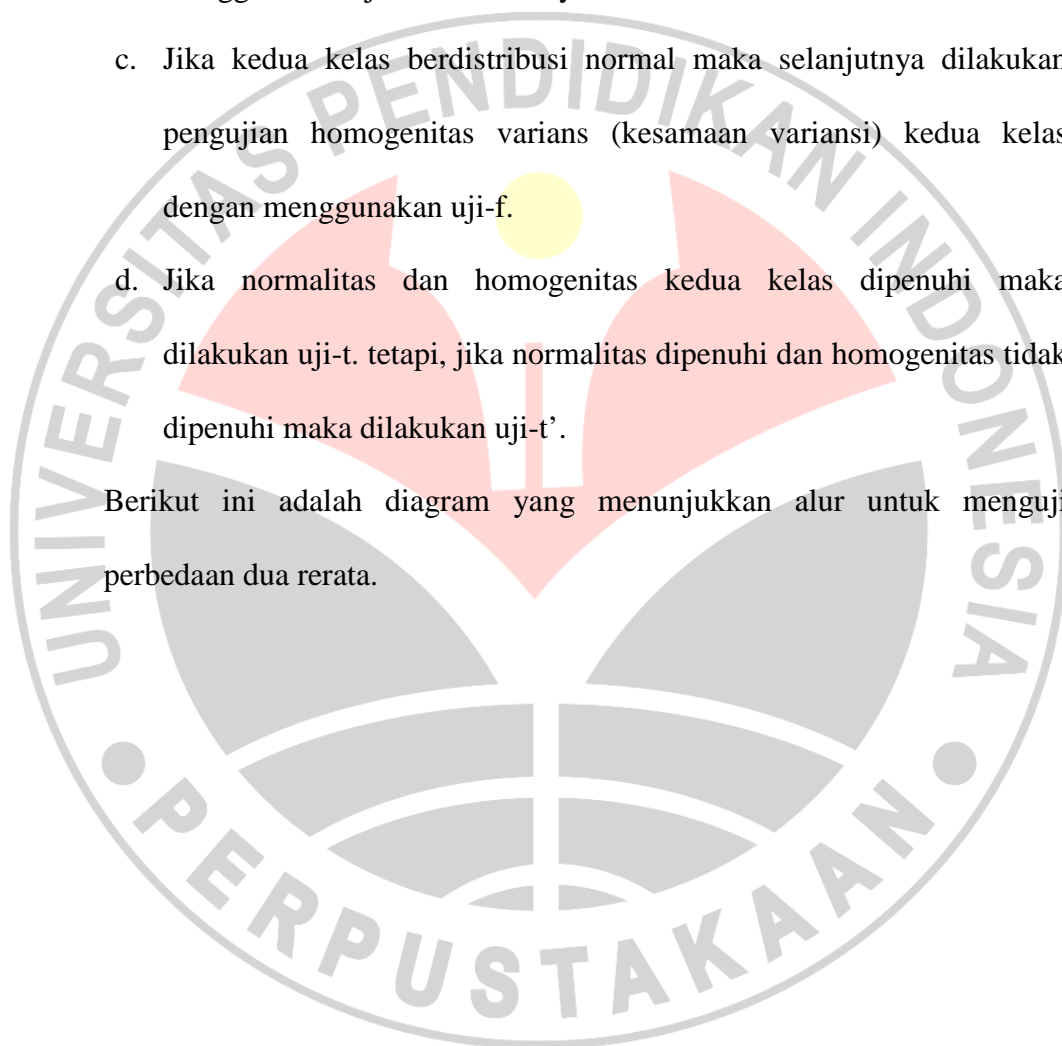 c. Jika kedua kelas berdistribusi normal maka selanjutnya dilakukan
pengujian homogenitas varians (kesamaan variansi) kedua kelas
dengan menggunakan uji-f.
d. Jika normalitas dan homogenitas kedua kelas dipenuhi maka
dilakukan uji-t. tetapi, jika normalitas dipenuhi dan homogenitas tidak
dipenuhi maka dilakukan uji-t’.
Berikut ini adalah diagram yang menunjukkan alur untuk menguji
perbedaan dua rerata.
UNIVERSITAS PENDIDIKAN INDONESIA
PERPUSTAKAAN